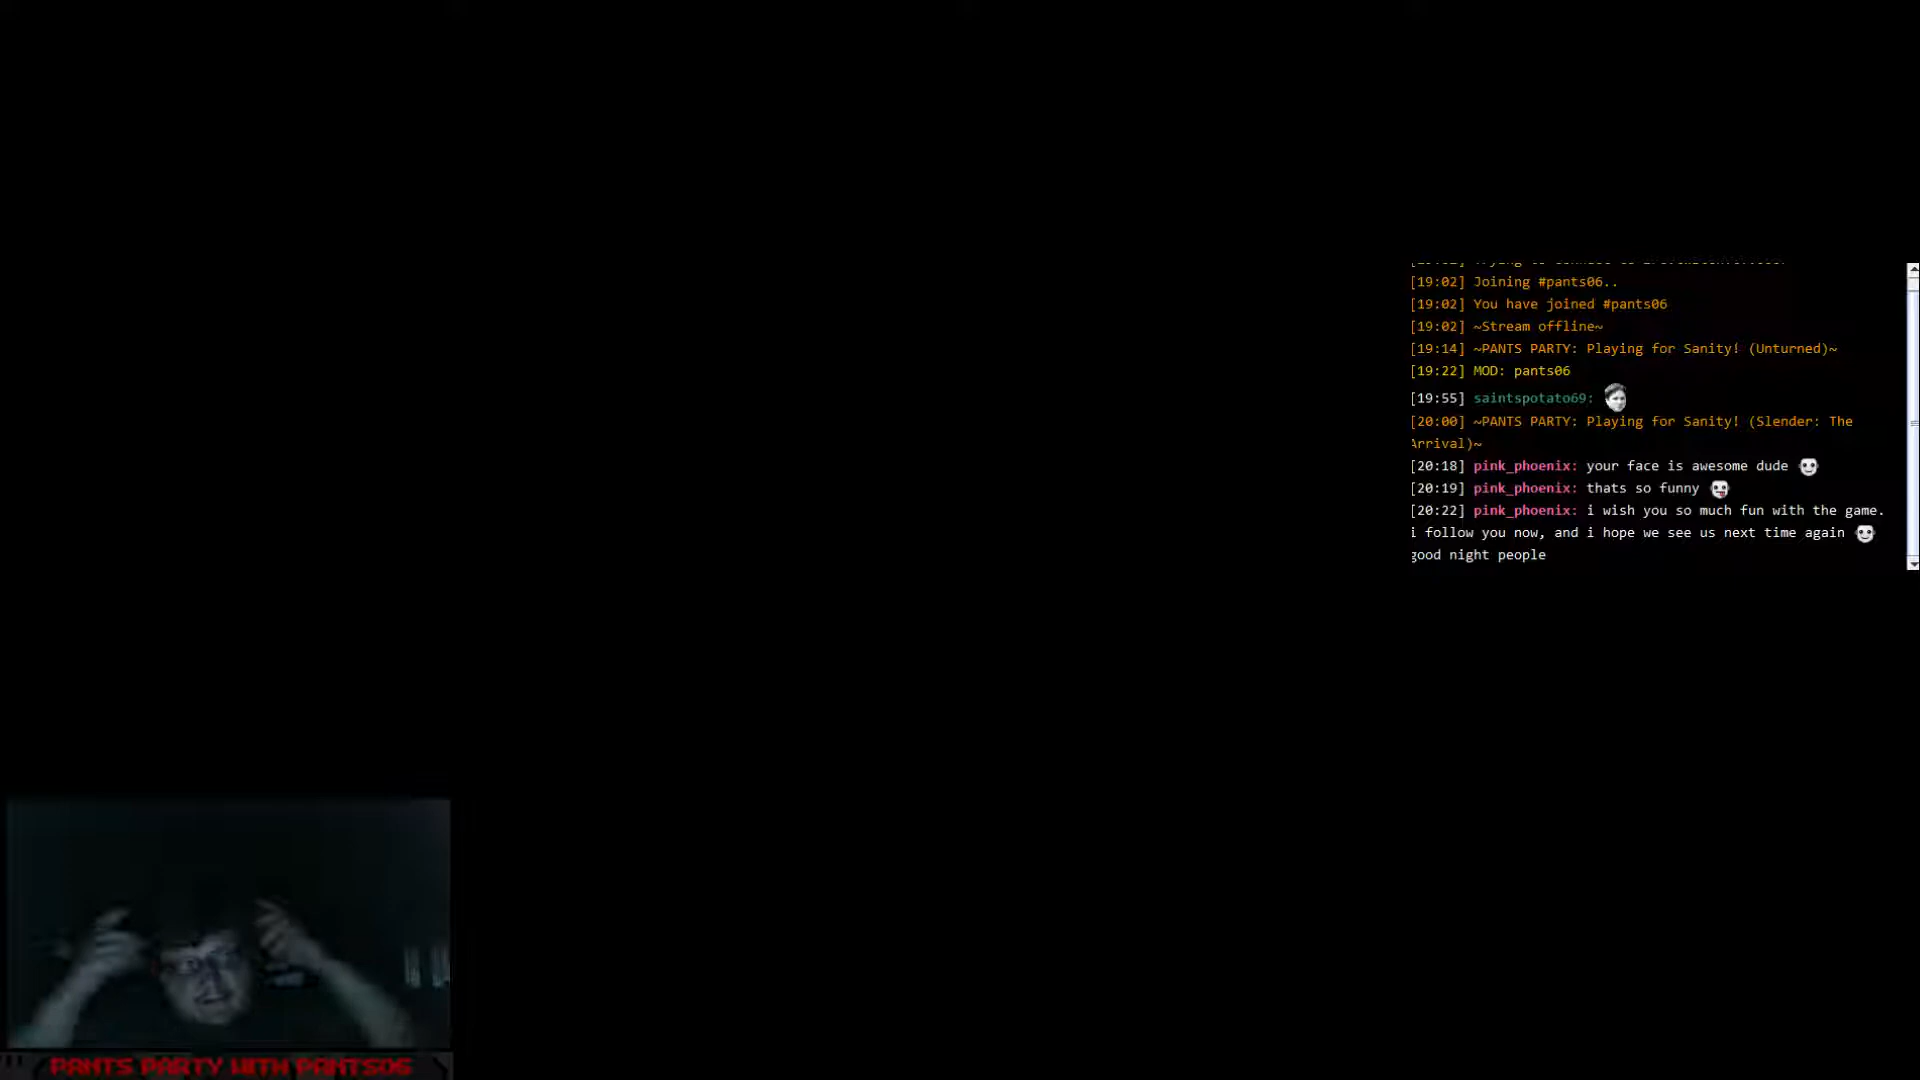 [19:02] Joining #pants06..
[19:02] You have joined #pants06
[19:02] ~Stream offline~
[19:14] ~PANTS PARTY: Playing for Sanity! (Unturned)~
[19:22] MOD: pants06
[19:55] saintspotato69:
[20:00] ~PANTS PARTY: Playing for Sanity! (Slender: The
Arrival)~
[20:18] pink_phoenix: your face is awesome dude
[20:19] pink_phoenix: thats so funny
[20:22] pink_phoenix: i wish you so much fun with the game.
i follow you now, and i hope we see us next time again
good night people
PANTS PARTY WITH PANTS06